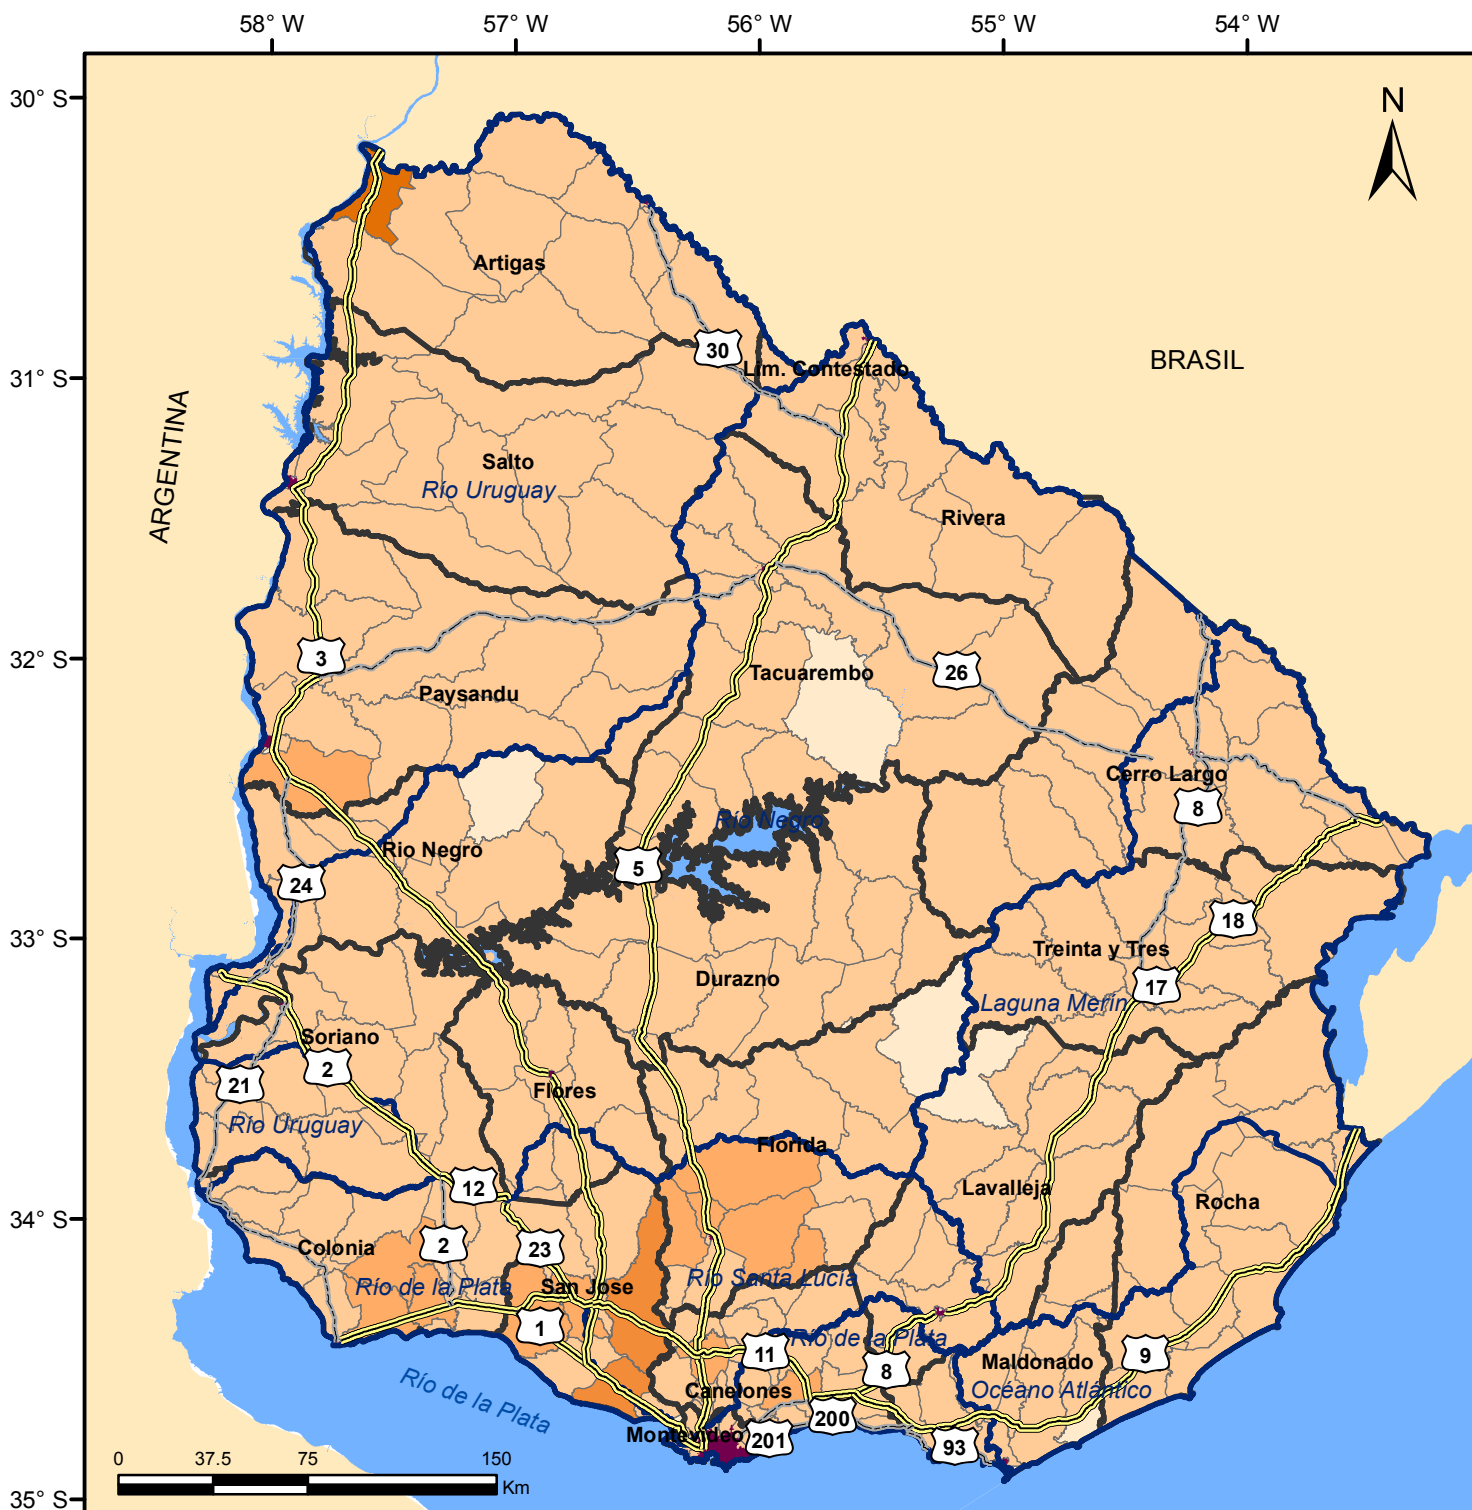 58° W
57° W
56° W
55° W
54° W
30° S
N
Artigas
30
BRASIL
Lim. Contestado
31° S
ARGENTINA
Salto
Río Uruguay
Rivera
32° S
3
Tacuarembo
26
Paysandu
Cerro Largo
8
Río Negro
Rio Negro
5
24
18
33° S
Treinta y Tres
Durazno
17
Laguna Merín
Soriano
2
21
Flores
Río Uruguay
Florida
12
Lavalleja
Rocha
34° S
Colonia
2
23
Río de la Plata
San Jose
Río Santa Lucía
1
11
Río de la Plata
8
9
Maldonado
Océano Atlántico
Río de la Plata
Canelones
200
Montevideo
201
93
0
37.5
75
150
Km
35° S